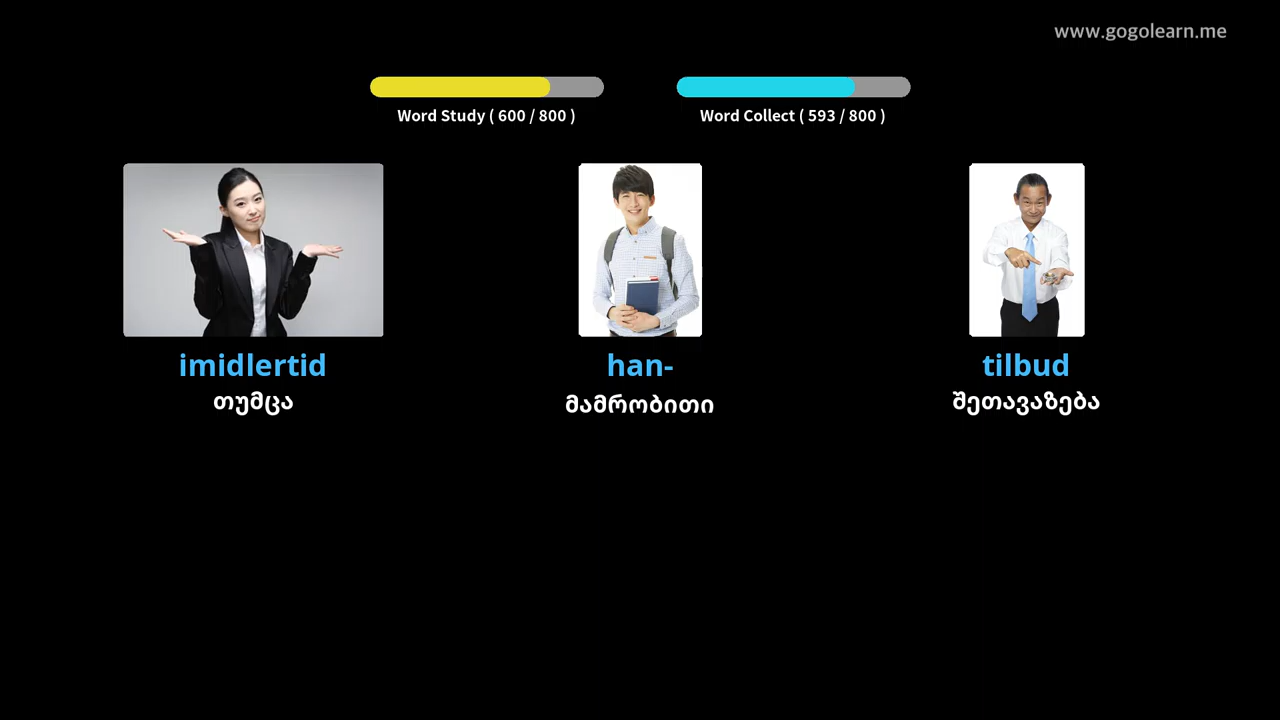 www.gogolearn.me
Word Study ( 600 / 800 )
Word Collect ( 593 / 800 )
imidlertid
თუმცა
han-
მამრობითი
tilbud
შეთავაზება